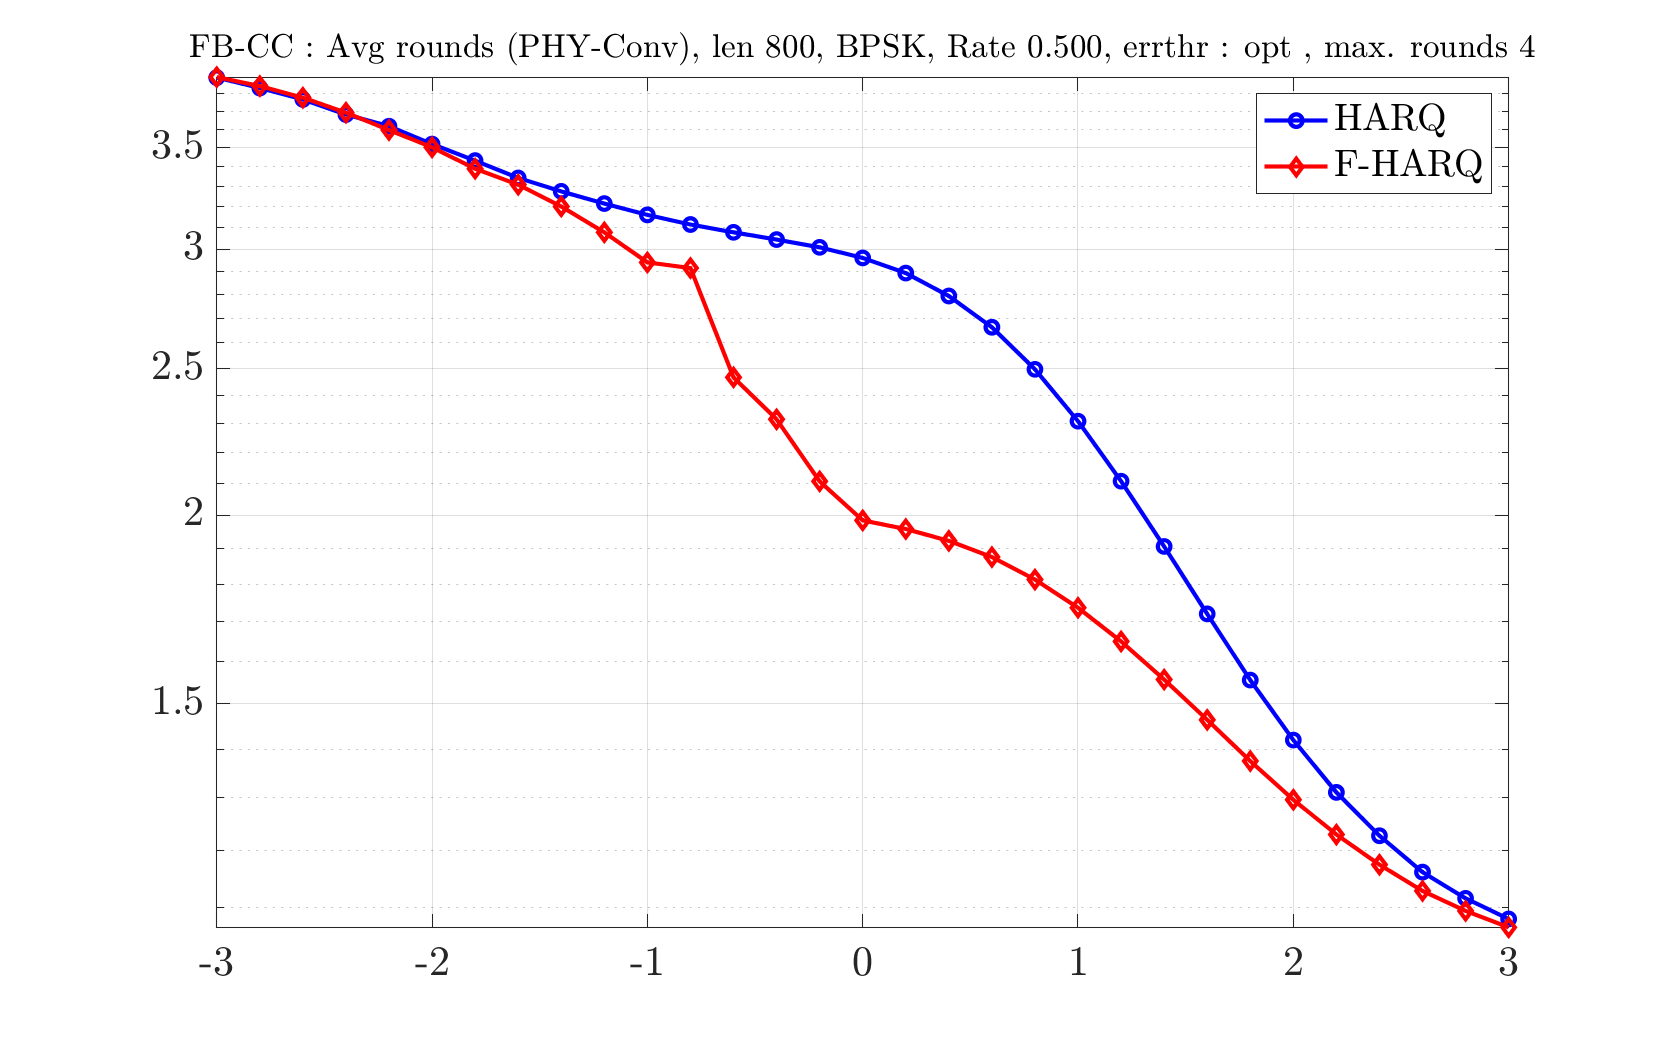 FB-CC : Avg rounds (PHY-Conv), len 800, BPSK, Rate 0.500, errthr : opt , max. rounds 4
HARQ
F-HARQ
3.5
3
2.5
2
1.5
-3 -2 -1 0 1 2 3